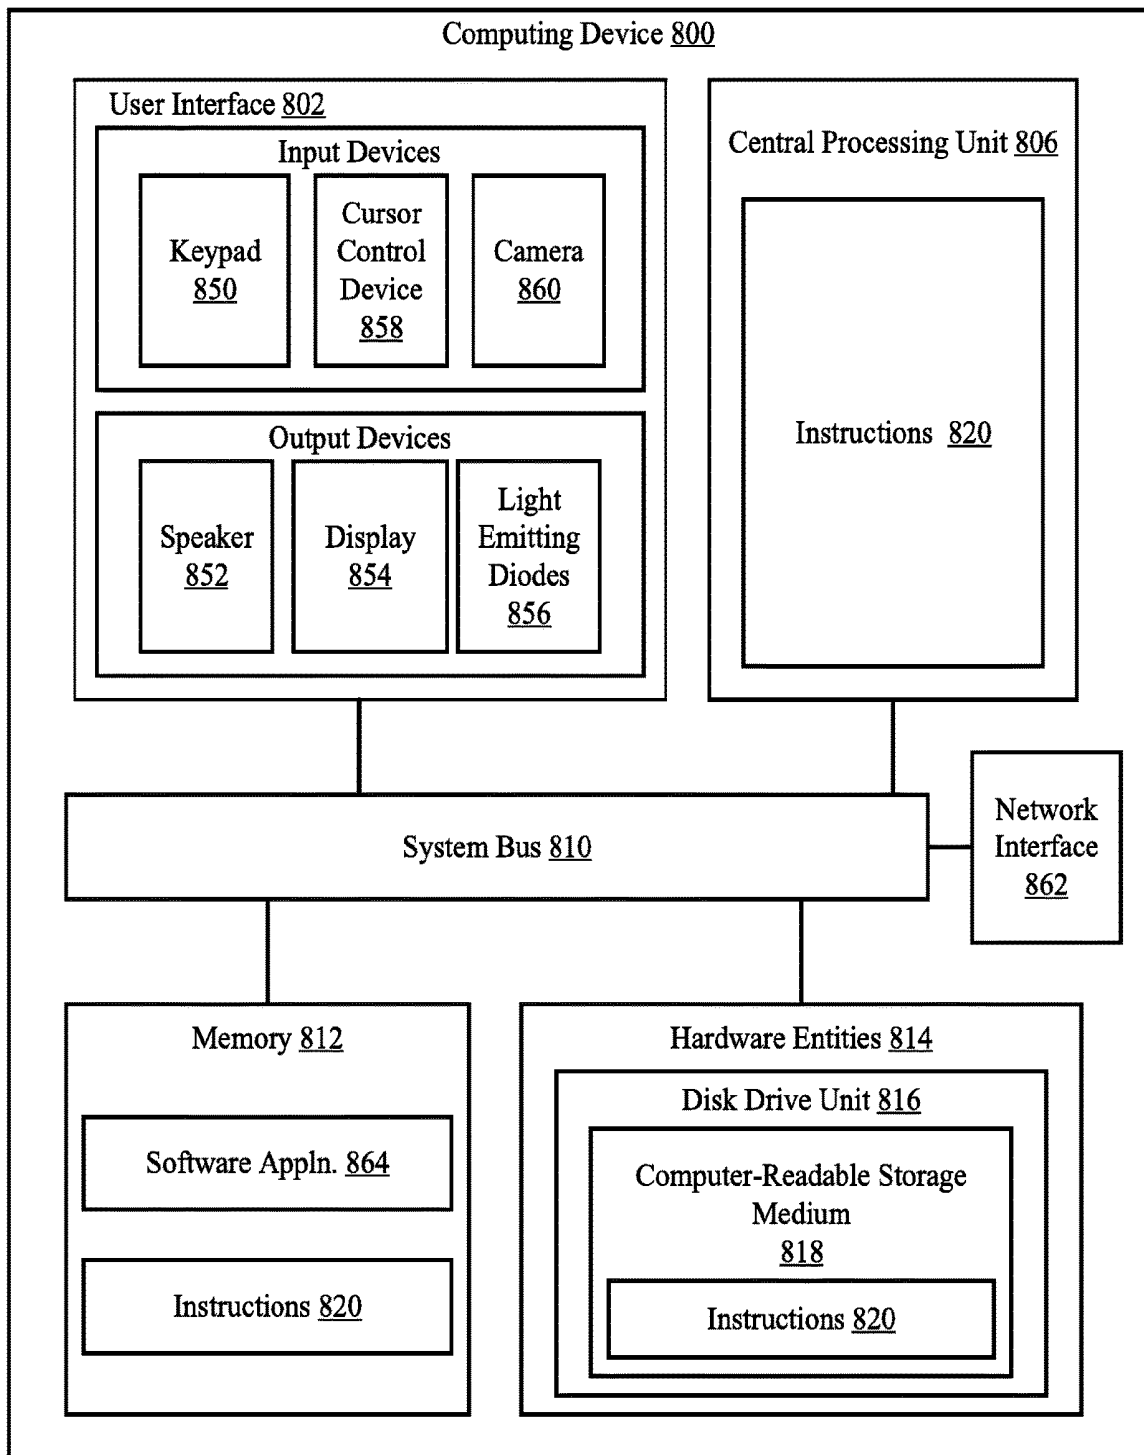 Computing Device 800
User Interface 802
Input Devices
Keypad
850
Cursor
Control
Device
858
Camera
860
Output Devices
Speaker
852
Display
854
Light
Emitting
Diodes
856
Central Processing Unit 806
Instructions 820
System Bus 810
Network
Interface
862
Memory 812
Software Appln. 864
Instructions 820
Hardware Entities 814
Disk Drive Unit 816
Computer-Readable Storage
Medium
818
Instructions 820